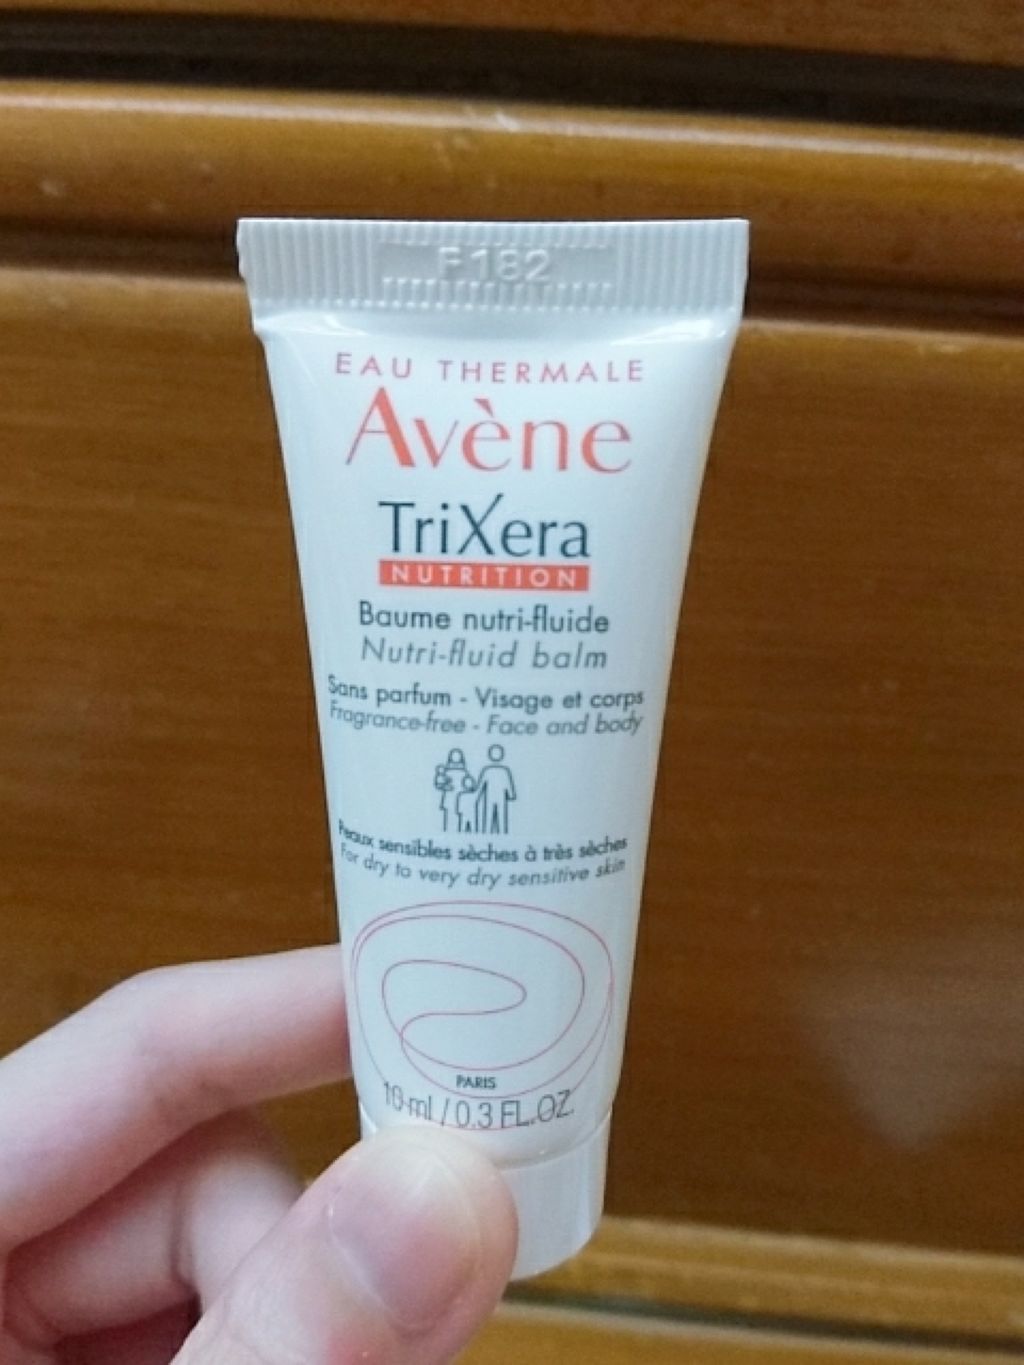 F182
EAU THERMALE
Avène
TriXera
NUTRITION
Baume nutri-fluide
Nutri-fluid balm
Sans parfum - Visage et corps
Fragrance-free - Face and body
Peaux sensibles sèches à très sèches
For dry to very dry sensitive skin
PARIS
10 ml / 0.3 FL.OZ.